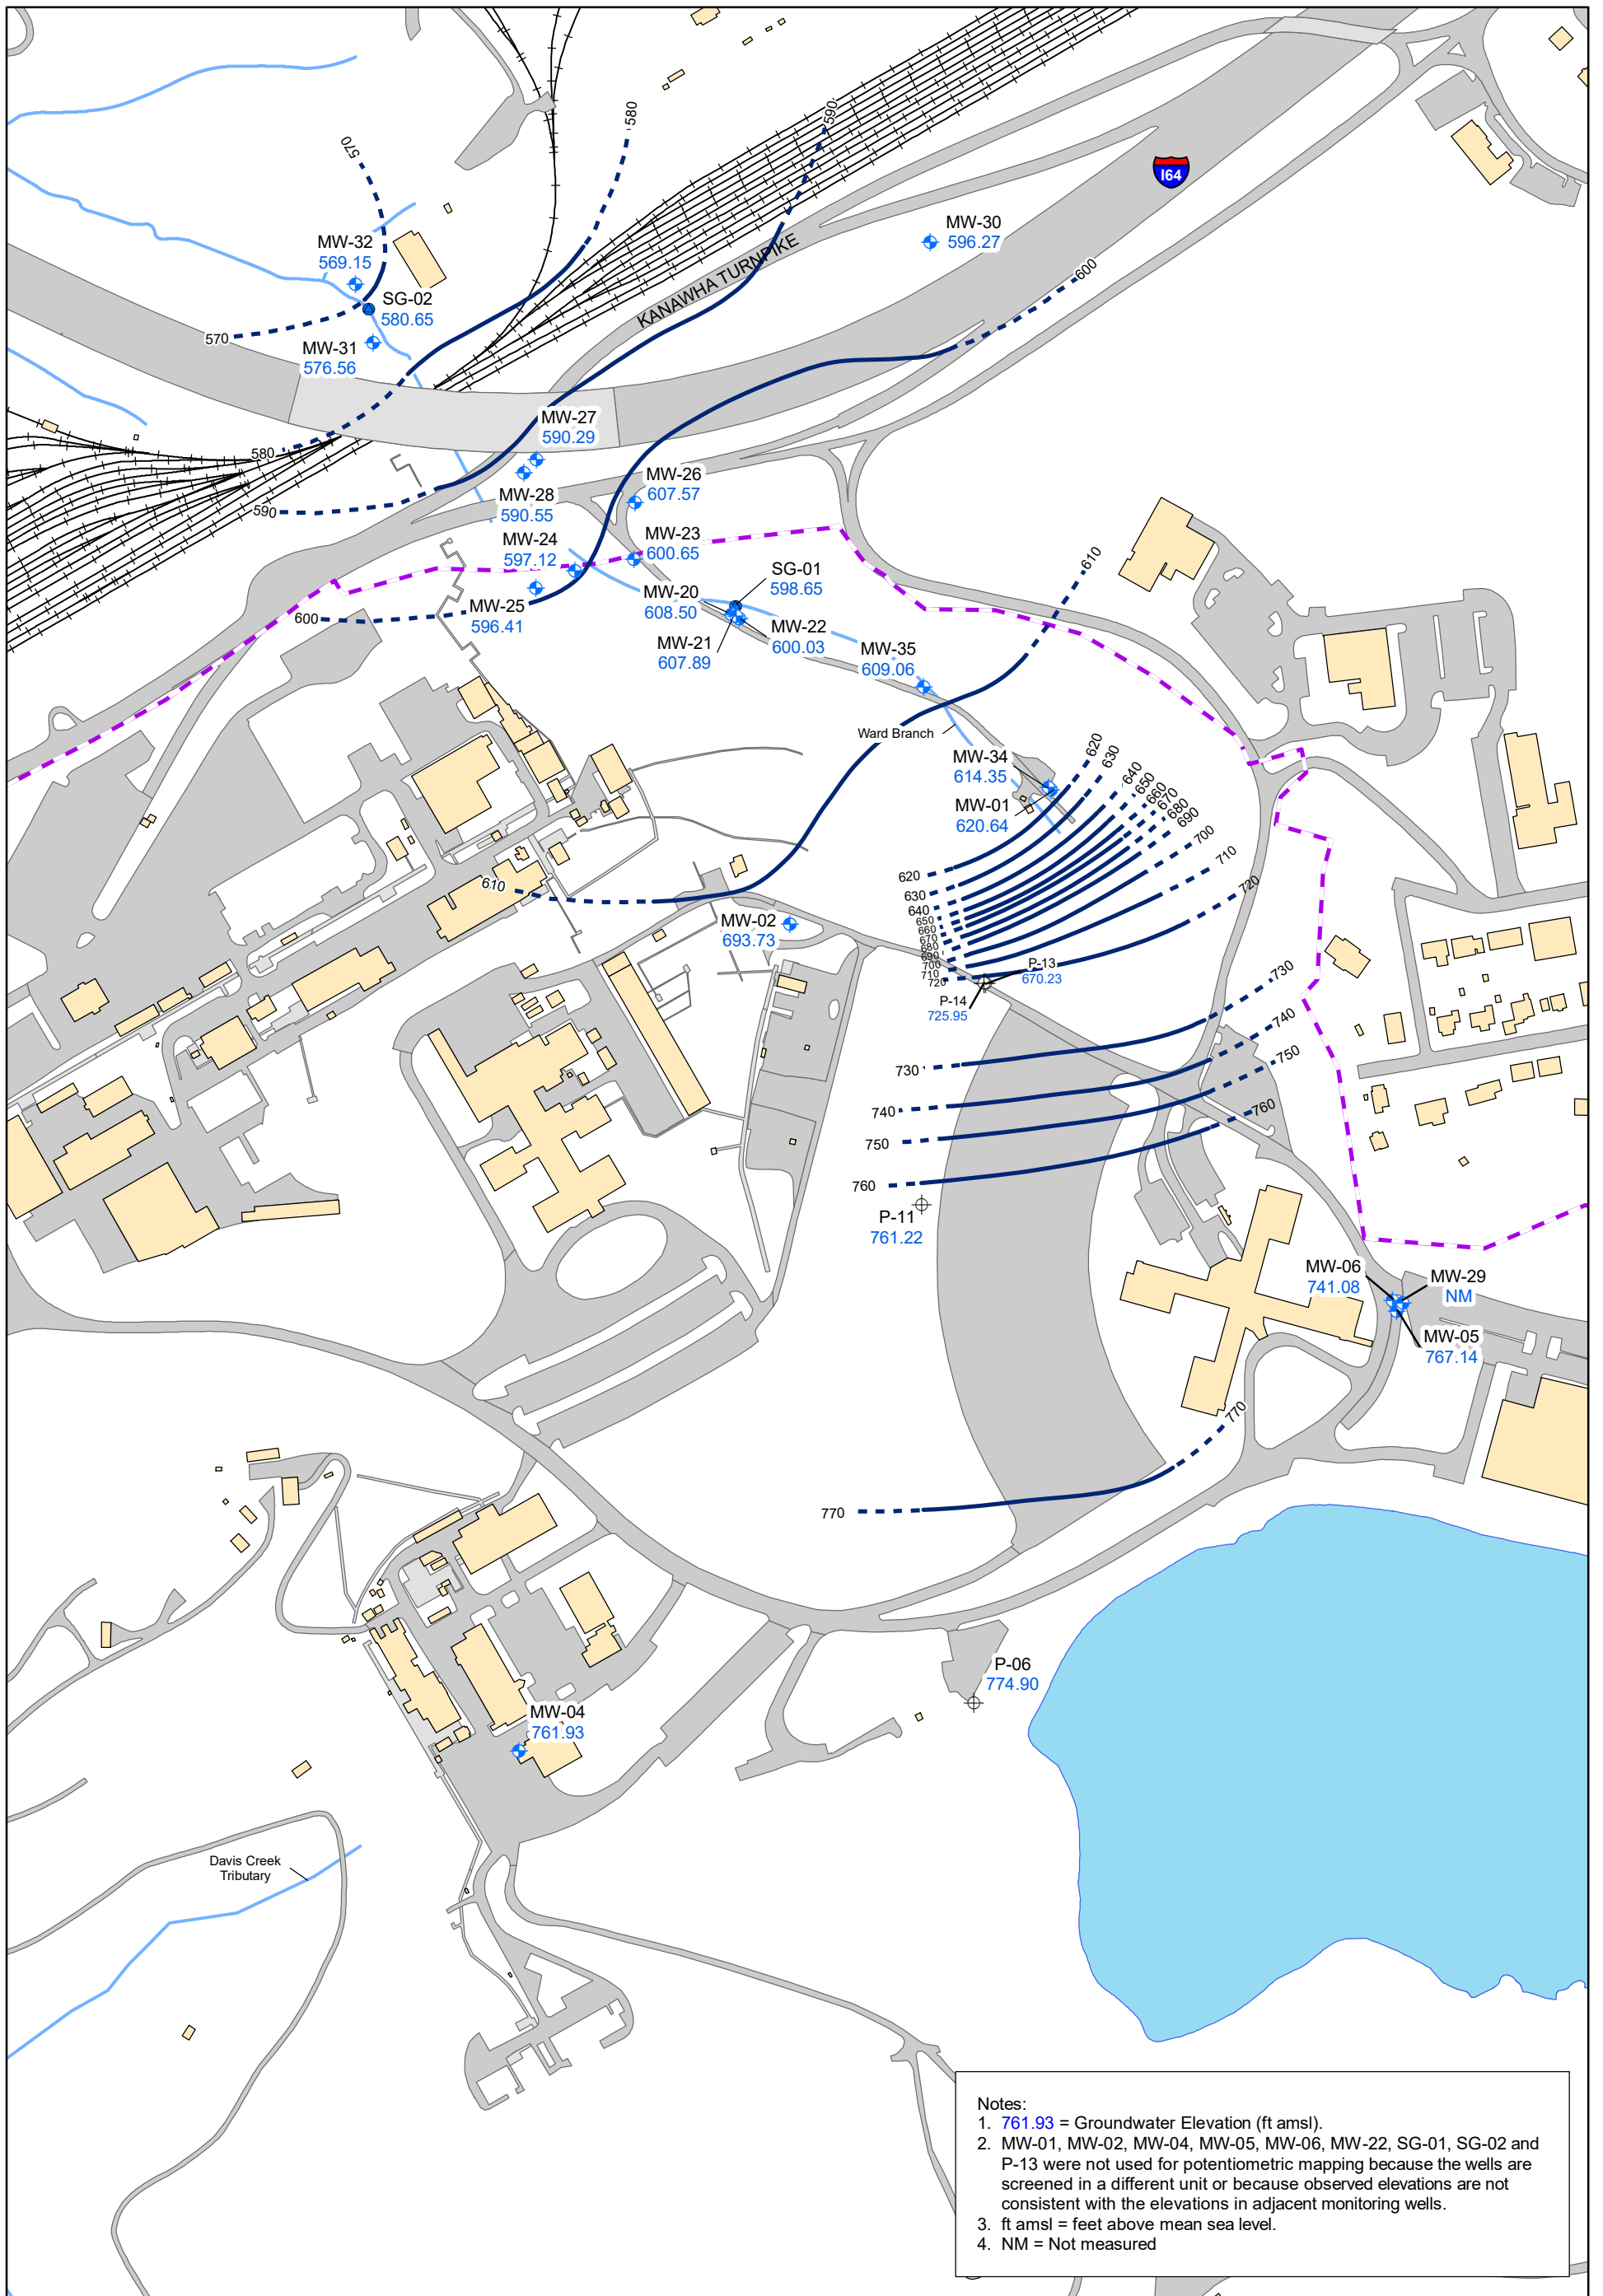 580
590
570
I64
MW-30
596.27
MW-32
569.15
KANAWHA TURNPIKE
600
SG-02
580.65
570
MW-31
576.56
MW-27
590.29
580
MW-26
607.57
MW-28
590.55
590
MW-23
600.65
MW-24
597.12
610
SG-01
598.65
MW-20
608.50
MW-25
596.41
600
MW-22
600.03
MW-21
607.89
MW-35
609.06
Ward Branch
620
630
640
650
660
670
680
690
700
710
720
MW-34
614.35
MW-01
620.64
610
620
630
640
650
660
670
680
690
700
710
720
MW-02
693.73
P-13
670.23
P-14
725.95
730
740
750
760
730
740
750
760
P-11
761.22
MW-06
741.08
MW-29
NM
MW-05
767.14
770
770
P-06
774.90
MW-04
761.93
Davis Creek
Tributary
Notes:
1. 761.93 = Groundwater Elevation (ft amsl).
2. MW-01, MW-02, MW-04, MW-05, MW-06, MW-22, SG-01, SG-02 and
P-13 were not used for potentiometric mapping because the wells are
screened in a different unit or because observed elevations are not
consistent with the elevations in adjacent monitoring wells.
3. ft amsl = feet above mean sea level.
4. NM = Not measured